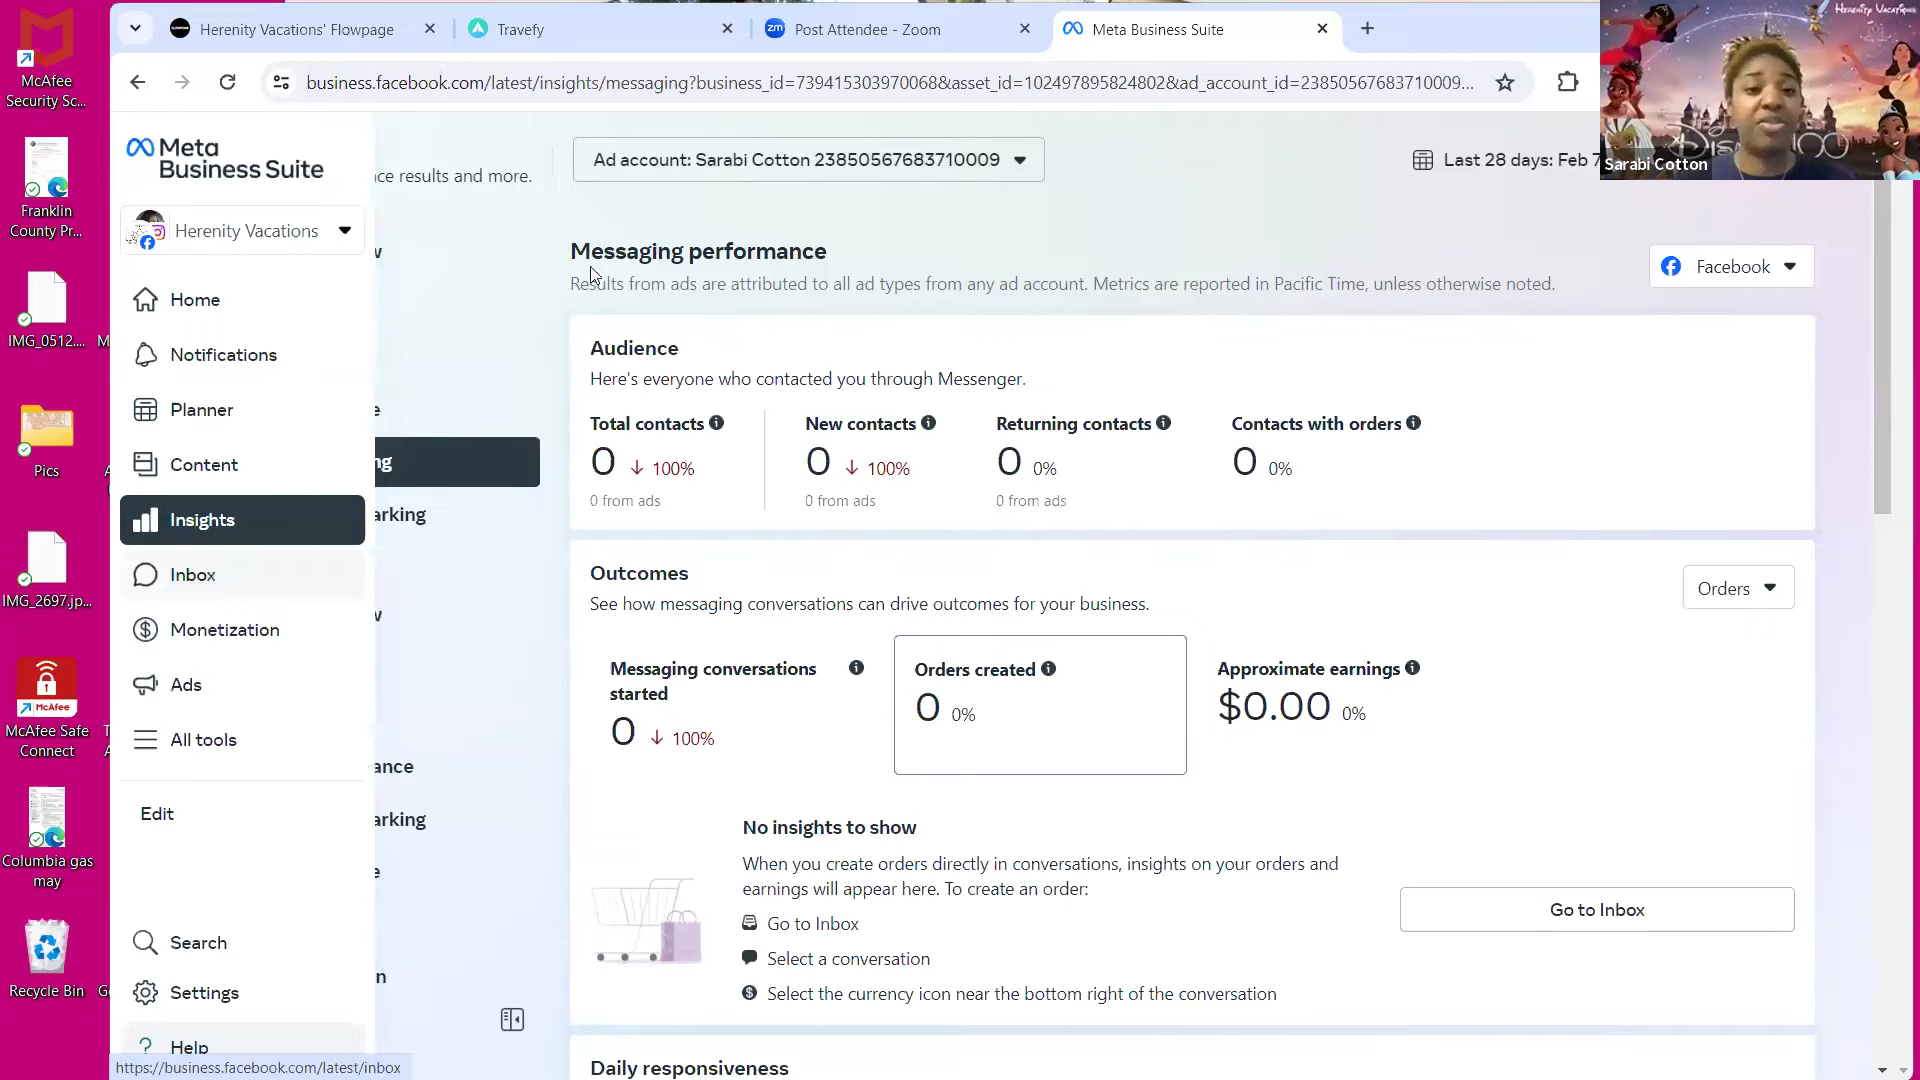 Herenity Vacations' Flowpage
Travefy
zm
Post Attendee - Zoom
Meta Business Suite
business.facebook.com/latest/insights/messaging?business_id=739415303970068&asset_id=102497895824802&ad_account_id=23850567683710009...
McAfee
Security Sc...
Franklin
County Pr...
IMG_0512....
Pics
IMG_2697.jp...
McAfee
McAfee Safe
Connect
Columbia gas
may
Recycle Bin
Meta
Business Suite
Herenity Vacations
Home
Notifications
Planner
Content
Insights
Inbox
Monetization
Ads
All tools
Edit
Search
Settings
Help
https://business.facebook.com/latest/inbox
ce results and more.
w
e
ng
arking
w
ance
arking
e
n
Ad account: Sarabi Cotton 23850567683710009
Last 28 days: Feb 7
Herenity Vacations
Disney 100
Sarabi Cotton
Messaging performance
Results from ads are attributed to all ad types from any ad account. Metrics are reported in Pacific Time, unless otherwise noted.
Facebook
Audience
Here's everyone who contacted you through Messenger.
Total contacts
0 ↓ 100%
0 from ads
New contacts
0 ↓ 100%
0 from ads
Returning contacts
0 0%
0 from ads
Contacts with orders
0 0%
Outcomes
See how messaging conversations can drive outcomes for your business.
Orders
Messaging conversations
started
0 ↓ 100%
Orders created
0 0%
Approximate earnings
$0.00 0%
No insights to show
When you create orders directly in conversations, insights on your orders and
earnings will appear here. To create an order:
Go to Inbox
Select a conversation
Select the currency icon near the bottom right of the conversation
Go to Inbox
Daily responsiveness